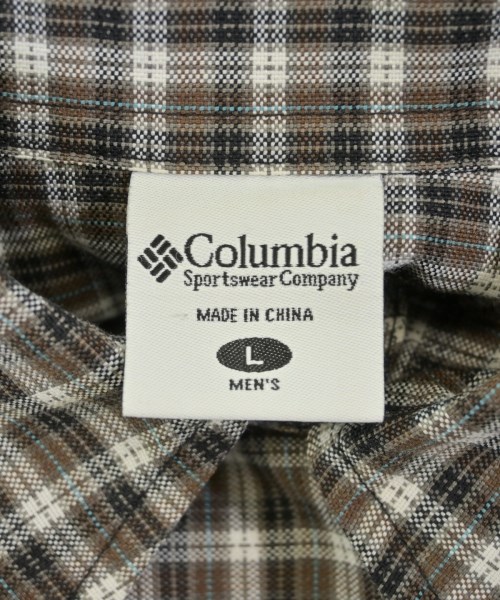 Columbia
Sportswear Company
MADE IN CHINA
L
MEN'S